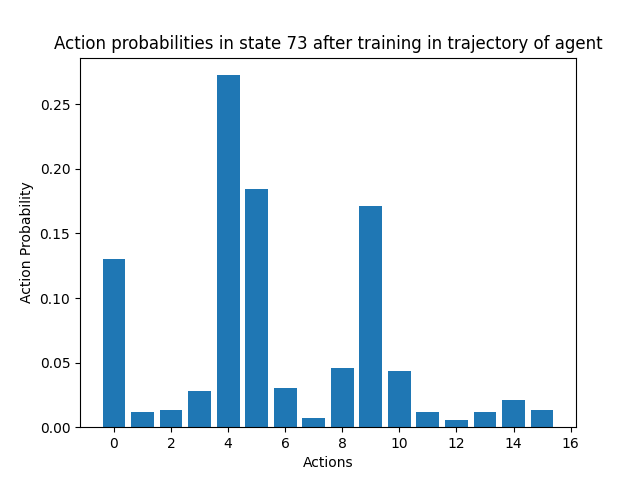 Action probabilities in state 73 after training in trajectory of agent
Action Probability
0.25
0.20
0.15
0.10
0.05
0.00
0 2 4 6 8 10 12 14 16
Actions